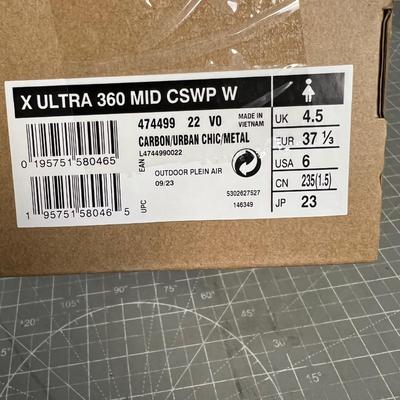 X ULTRA 360 MID CSWP W
474499 22 V0 MADE IN VIETNAM
CARBON/URBAN CHIC/METAL
EAN L4744990022
0 195751 580465
OUTDOOR PLEIN AIR
09/23
5302627527
UPC 146349
1 95751 58046 5
UK 4.5
EUR 37 ⅓
USA 6
CN 235(1.5)
JP 23